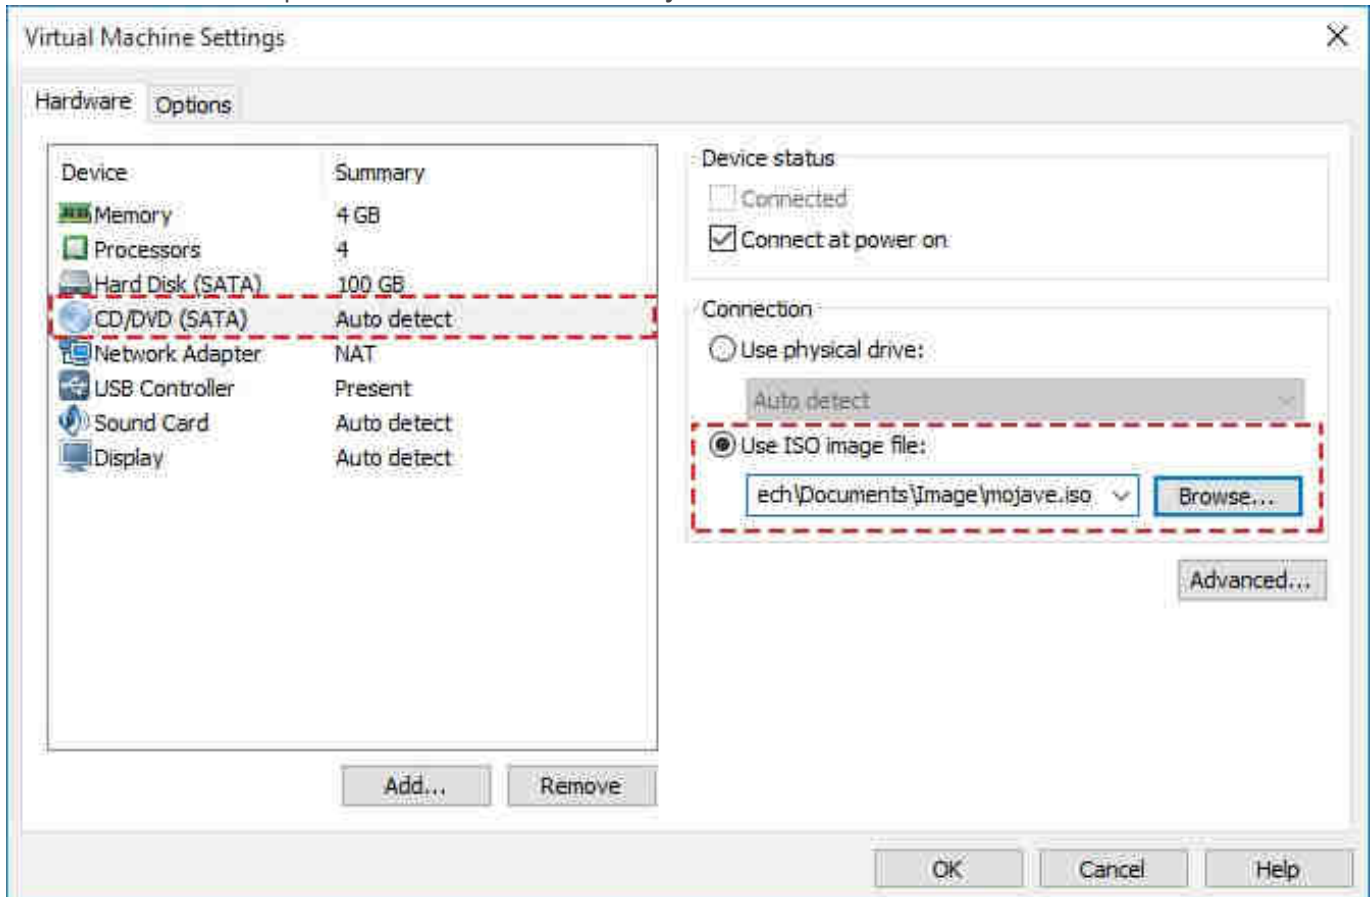 Virtual Machine Settings
Hardware Options
Device Summary
Memory 4 GB
Processors 4
Hard Disk (SATA) 100 GB
CD/DVD (SATA) Auto detect
Network Adapter NAT
USB Controller Present
Sound Card Auto detect
Display Auto detect
Add... Remove
Device status
Connected
Connect at power on
Connection
Use physical drive:
Auto detect
Use ISO image file:
ech\Documents\Image\mojave.iso Browse...
Advanced...
OK Cancel Help